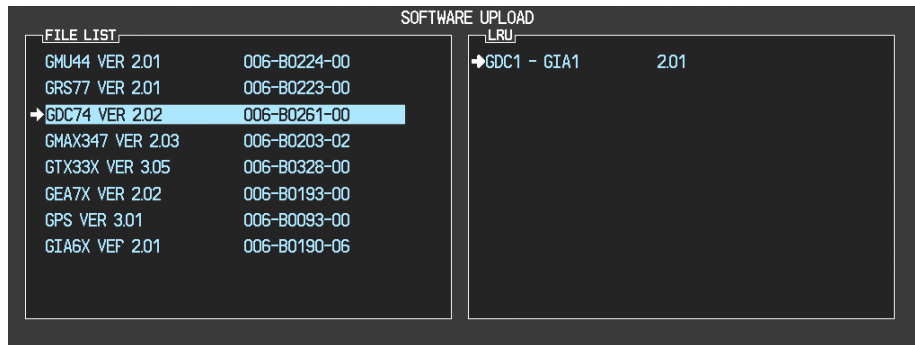 SOFTWARE UPLOAD
FILE LIST
GMU44 VER 2.01 006-B0224-00
GRS77 VER 2.01 006-B0223-00
GDC74 VER 2.02 006-B0261-00
GMAX347 VER 2.03 006-B0203-02
GTX33X VER 3.05 006-B0328-00
GEA7X VER 2.02 006-B0193-00
GPS VER 3.01 006-B0093-00
GIA6X VER 2.01 006-B0190-06
LRU
GDC1 - GIA1 2.01